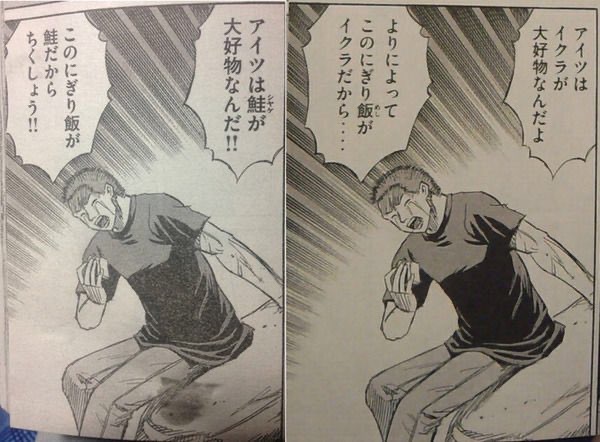 アイツは鮭が
大好物なんだ!!
このにぎり飯が
鮭だから
ちくしょう!!
アイツは
イクラが
大好物なんだよ
よりによって
このにぎり飯が
イクラだから・・・・